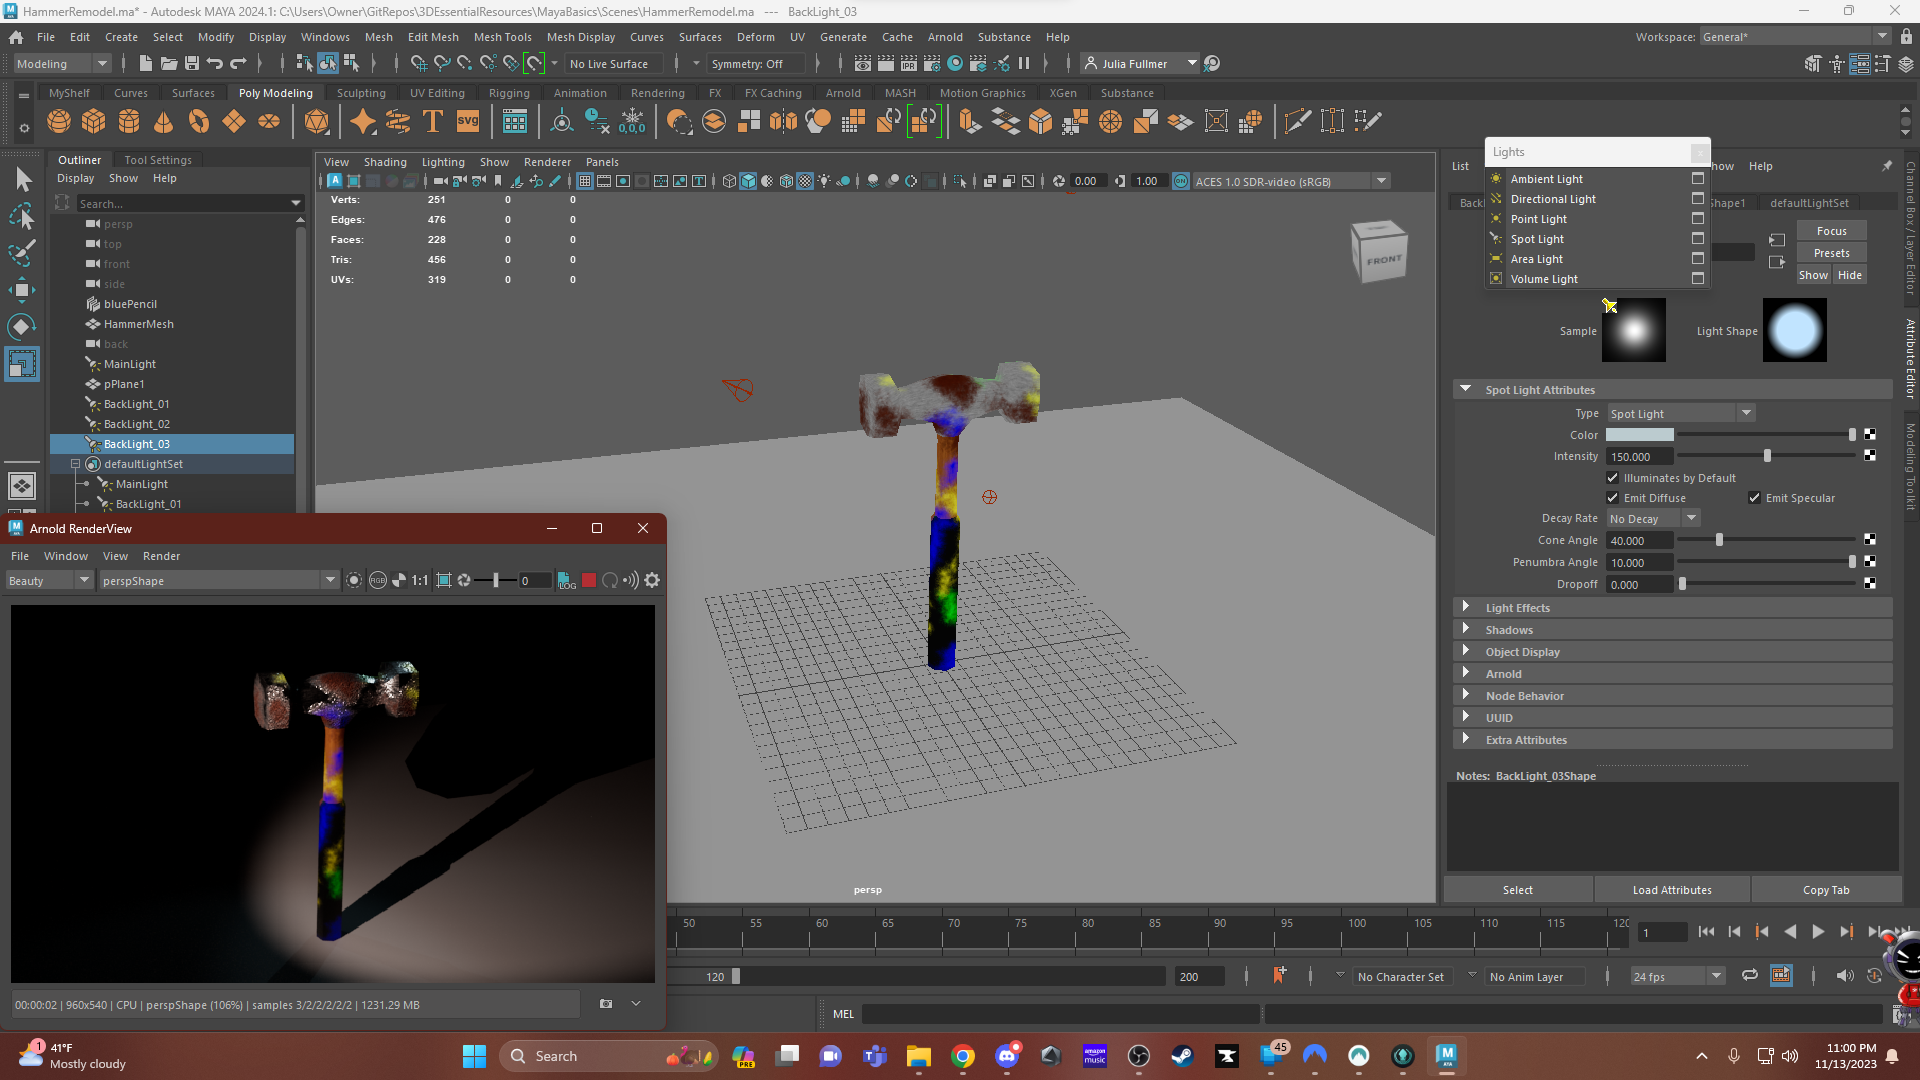 HammerRemodel.ma* - Autodesk MAYA 2024.1: C:\Users\Owner\GitRepos\3DEssentialResources\MayaBasics\Scenes\HammerRemodel.ma --- BackLight_03
File Edit Create Select Modify Display Windows Mesh Edit Mesh Mesh Tools Mesh Display Curves Surfaces Deform UV Generate Cache Arnold Substance Help
Workspace: General*
Modeling
No Live Surface
Symmetry: Off
IPR
Julia Fullmer
MyShelf Curves Surfaces Poly Modeling Sculpting UV Editing Rigging Animation Rendering FX FX Caching Arnold MASH Motion Graphics XGen Substance
T
SVG
0,0,0
Outliner Tool Settings
Display Show Help
Search...
persp
top
front
side
bluePencil
HammerMesh
back
MainLight
pPlane1
BackLight_01
BackLight_02
BackLight_03
defaultLightSet
MainLight
BackLight_01
View Shading Lighting Show Renderer Panels
0.00
1.00
ACES 1.0 SDR-video (sRGB)
Verts: 251 0 0
Edges: 476 0 0
Faces: 228 0 0
Tris: 456 0 0
UVs: 319 0 0
FRONT
persp
Lights
Ambient Light
Directional Light
Point Light
Spot Light
Area Light
Volume Light
List
how Help
Back
Shape1
defaultLightSet
Focus
Presets
Show Hide
Sample
Light Shape
Spot Light Attributes
Type Spot Light
Color
Intensity 150.000
Illuminates by Default
Emit Diffuse
Emit Specular
Decay Rate No Decay
Cone Angle 40.000
Penumbra Angle 10.000
Dropoff 0.000
Light Effects
Shadows
Object Display
Arnold
Node Behavior
UUID
Extra Attributes
Notes: BackLight_03Shape
Select Load Attributes Copy Tab
Channel Box / Layer Editor
Attribute Editor
Modeling Toolkit
Arnold RenderView
File Window View Render
Beauty
perspShape
RGB
1:1
0
LOG
00:00:02 | 960x540 | CPU | perspShape (106%) | samples 3/2/2/2/2/2 | 1231.29 MB
50 55 60 65 70 75 80 85 90 95 100 105 110 115 120
1
120
200
No Character Set
No Anim Layer
24 fps
MEL
1
41°F
Mostly cloudy
Search
PRE
amazon music
45
11:00 PM
11/13/2023